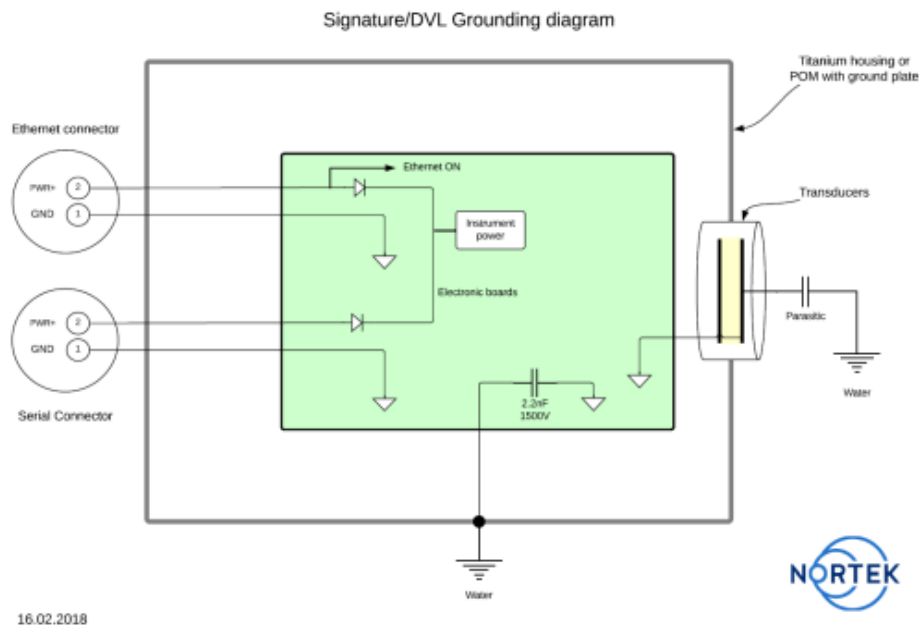 Signature/DVL Grounding diagram
Titanium housing or
POM with ground plate
Ethernet connector
Ethernet ON
PWR+
2
GND
1
Transducers
Instrument
power
Electronic boards
PWR+
2
GND
1
Parasitic
Water
2.2nF
1500V
Serial Connector
Water
NORTEK
16.02.2018